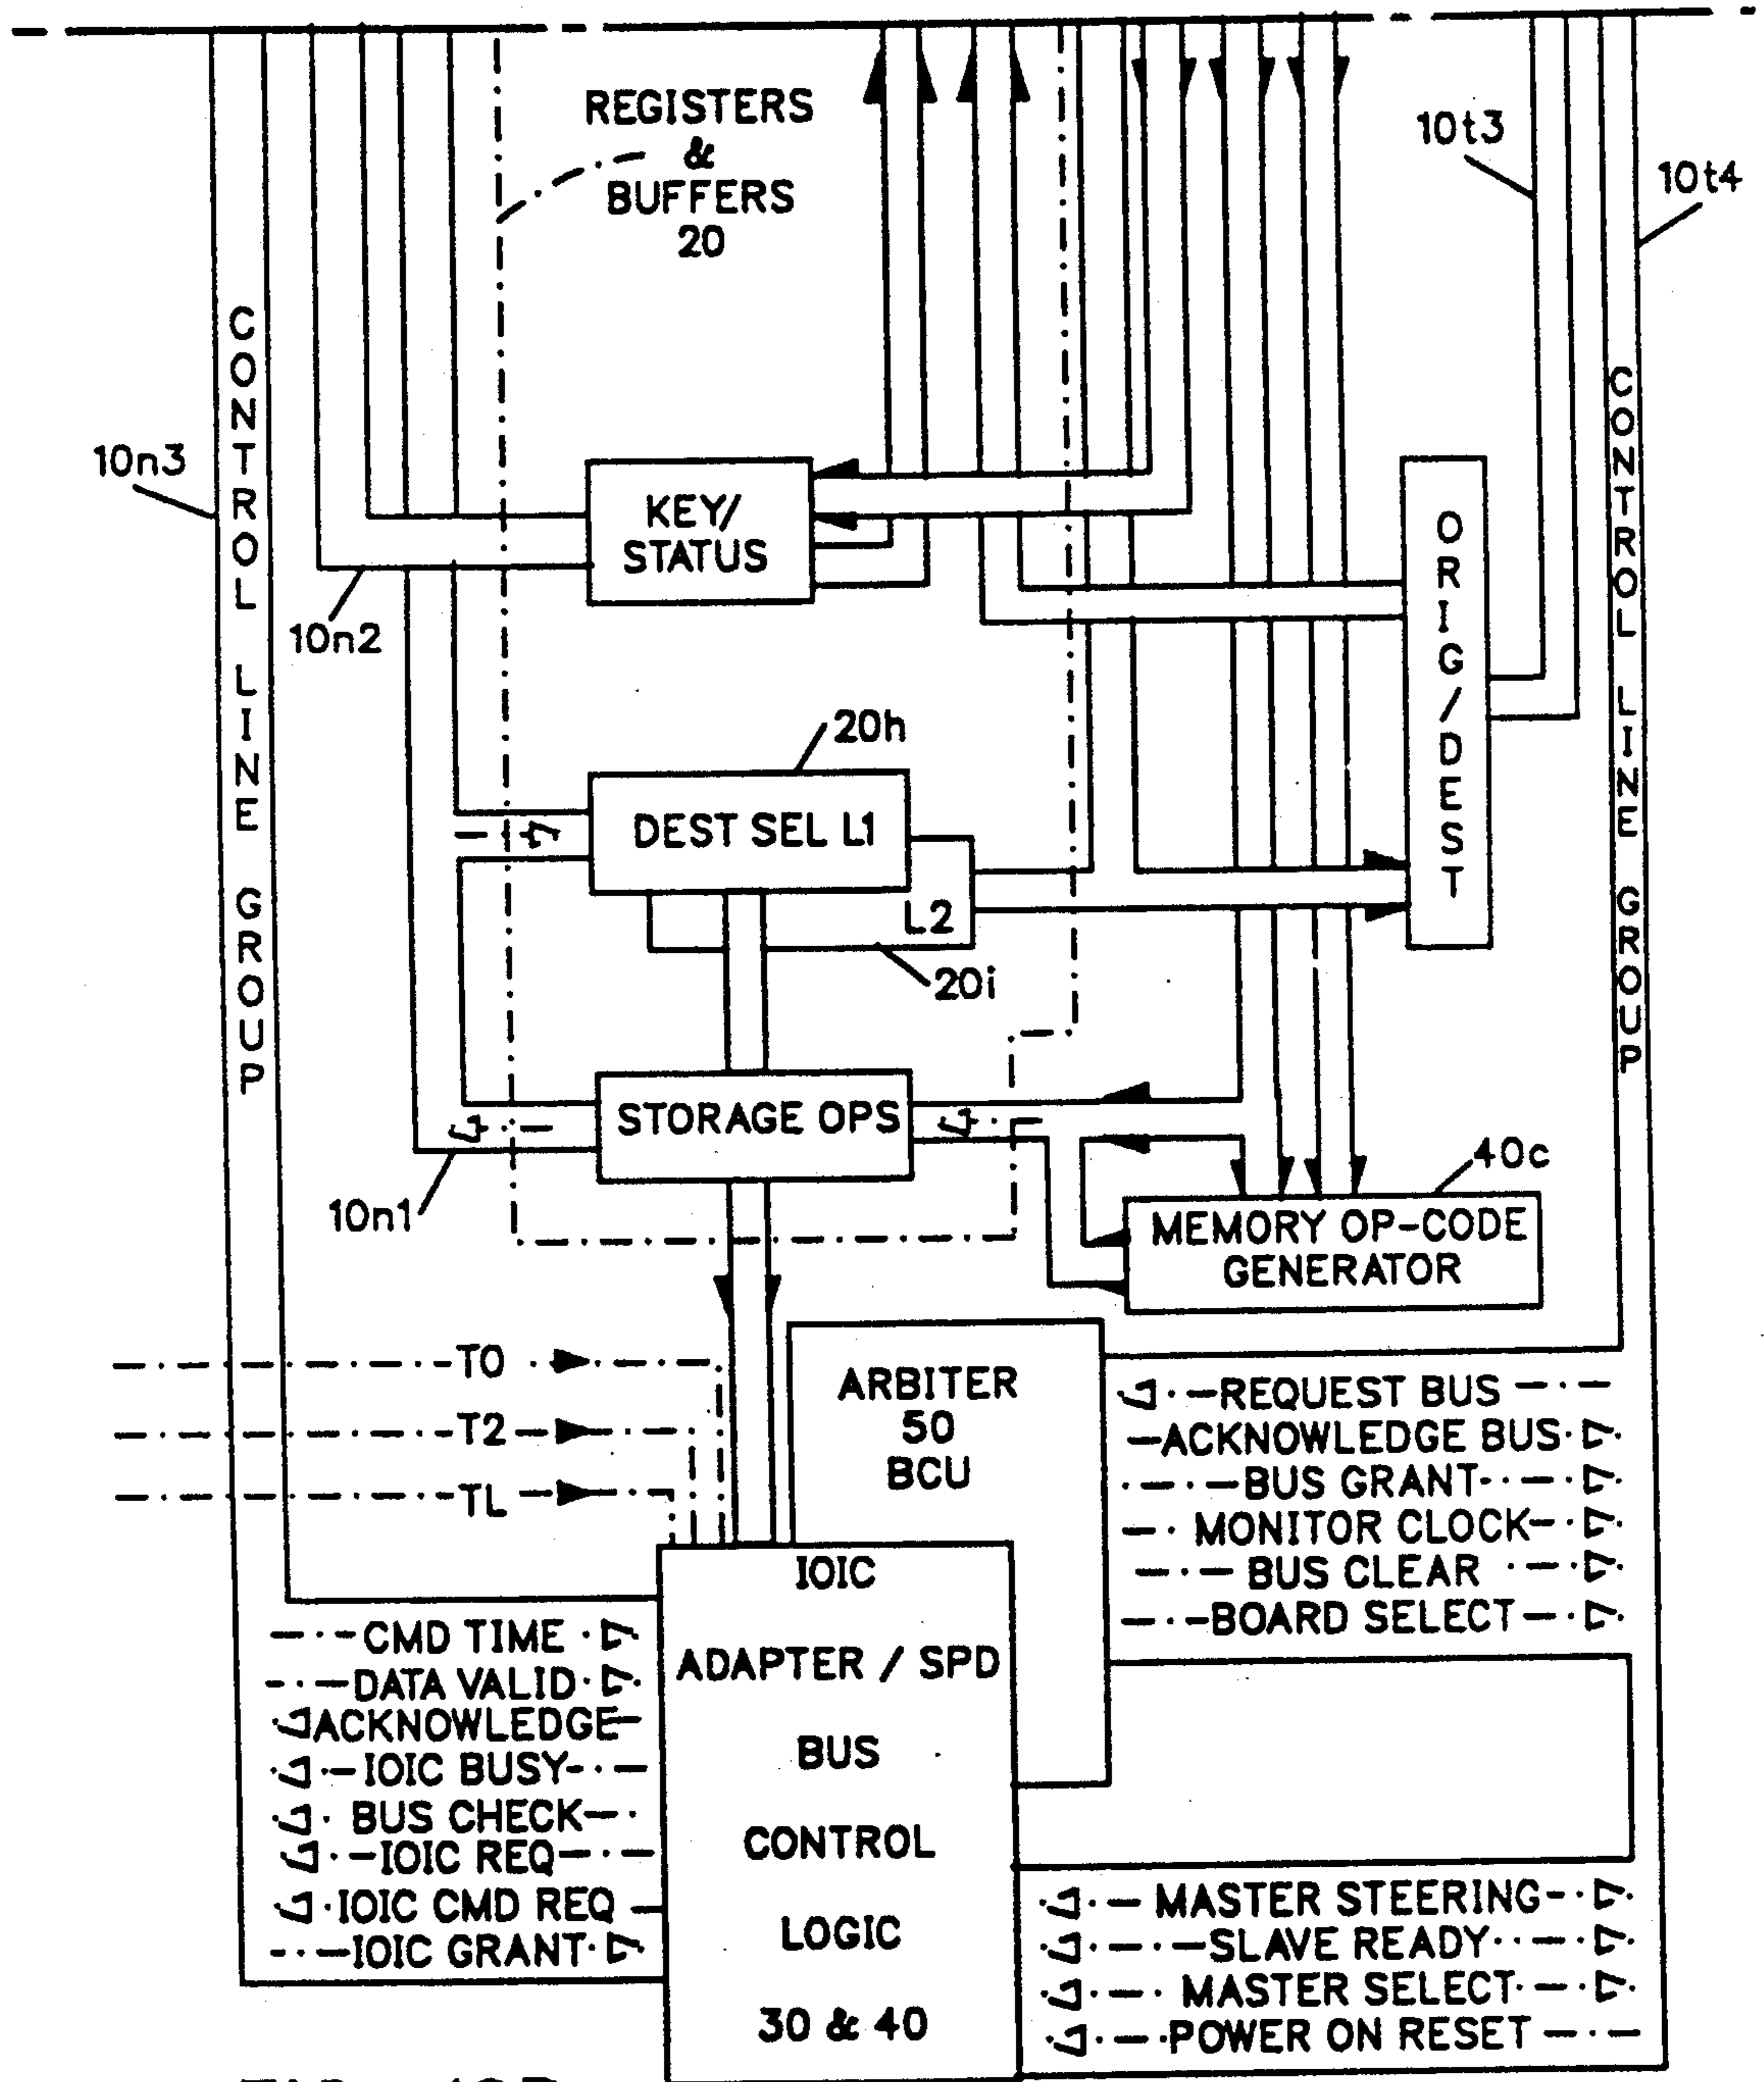 REGISTERS
&
BUFFERS
20
10t3
10t4
CONTROL LINE GROUP
CONTROL LINE GROUP
10n3
KEY/
STATUS
10n2
ORIG/DEST
20h
DEST SEL L1
L2
20i
STORAGE OPS
10n1
40c
MEMORY OP-CODE
GENERATOR
T0
T2
TL
ARBITER
50
BCU
REQUEST BUS
ACKNOWLEDGE BUS
BUS GRANT
MONITOR CLOCK
BUS CLEAR
BOARD SELECT
IOIC
ADAPTER / SPD
BUS
CONTROL
LOGIC
30 & 40
CMD TIME
DATA VALID
ACKNOWLEDGE
IOIC BUSY
BUS CHECK
IOIC REQ
IOIC CMD REQ
IOIC GRANT
MASTER STEERING
SLAVE READY
MASTER SELECT
POWER ON RESET